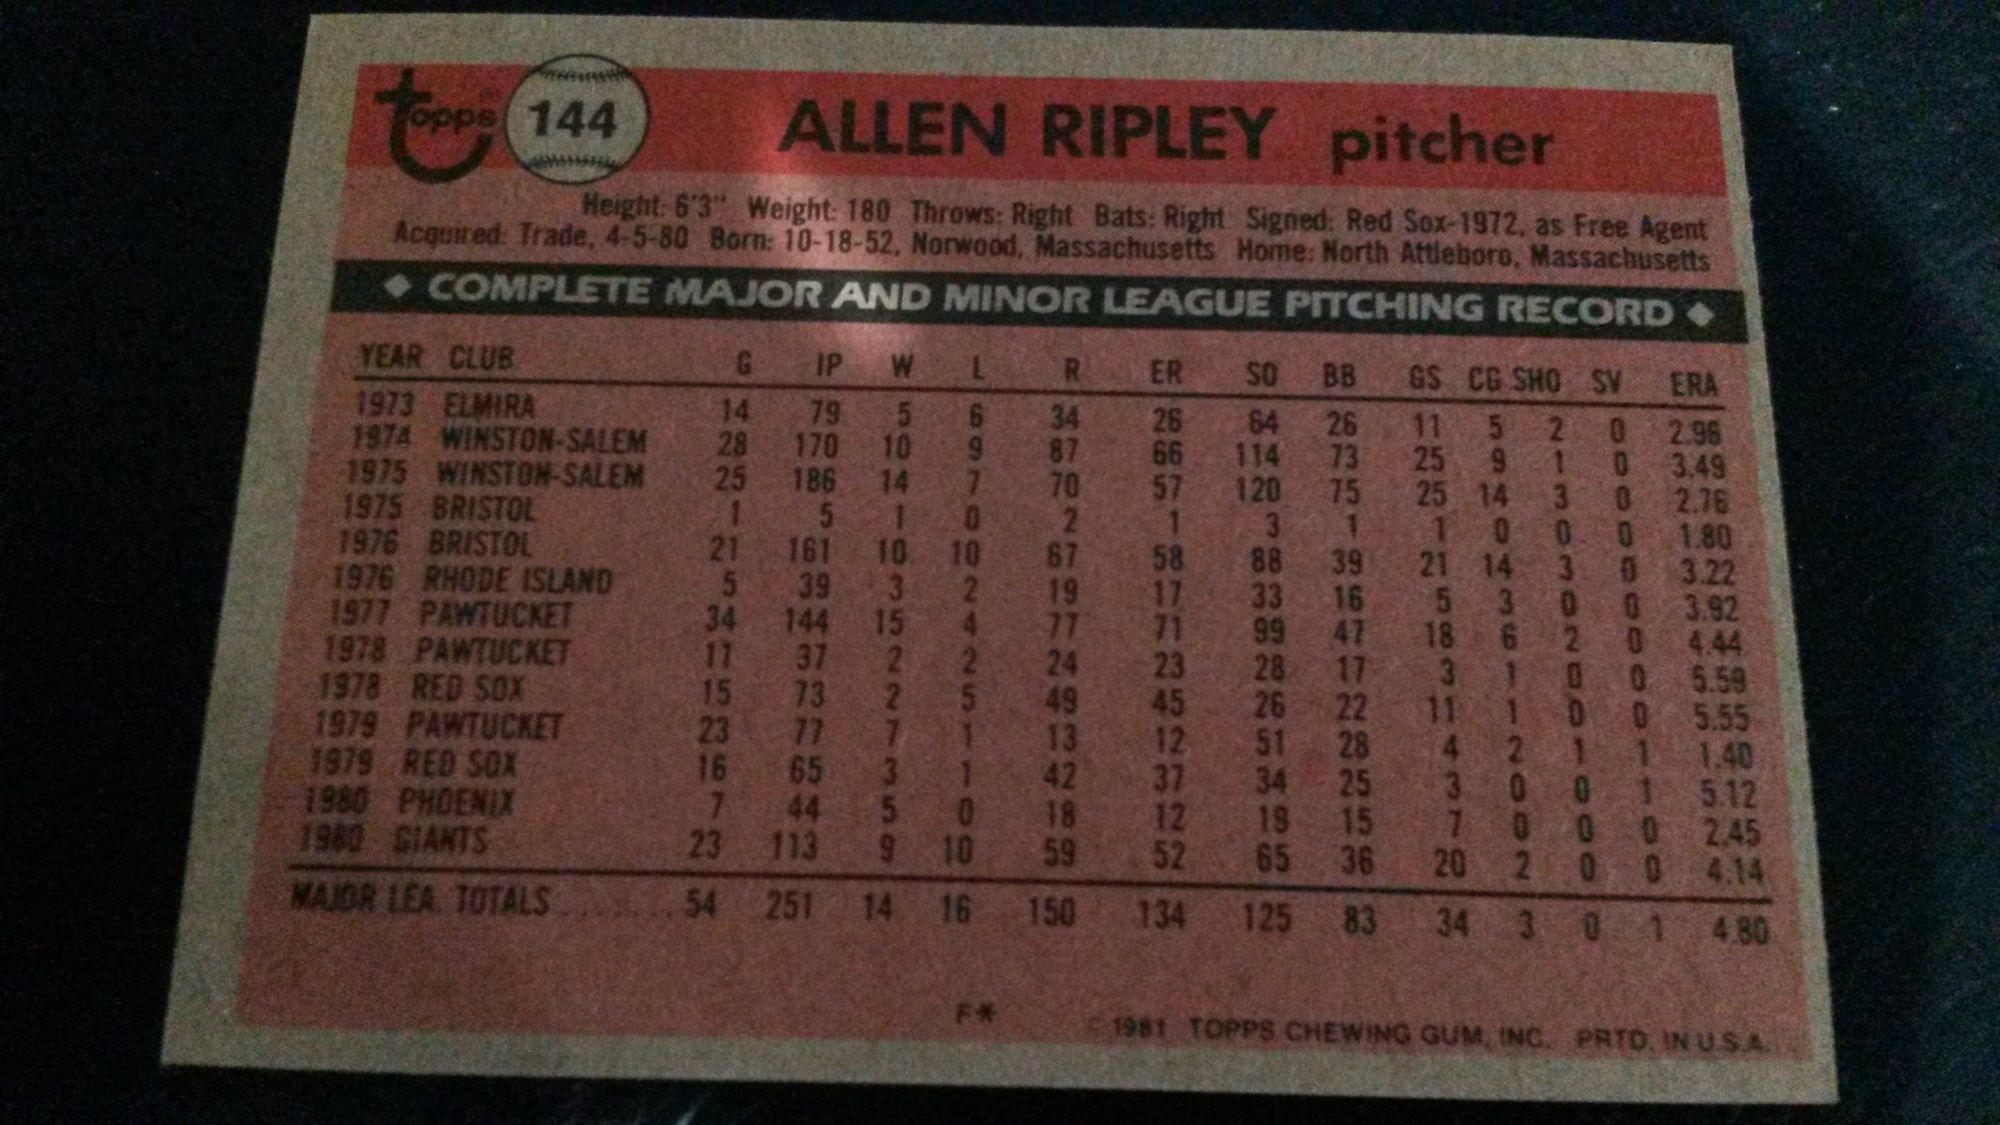 topps® 144 ALLEN RIPLEY pitcher
Height: 6'3" Weight: 180 Throws: Right Bats: Right Signed: Red Sox-1972, as Free Agent
Acquired: Trade, 4-5-80 Born: 10-18-52, Norwood, Massachusetts Home: North Attleboro, Massachusetts
◆ COMPLETE MAJOR AND MINOR LEAGUE PITCHING RECORD ◆
YEAR CLUB G IP W L R ER SO BB GS CG SHO SV ERA
1973 ELMIRA 14 79 5 6 34 26 64 26 11 5 2 0 2.96
1974 WINSTON-SALEM 28 170 10 9 87 66 114 73 25 9 1 0 3.49
1975 WINSTON-SALEM 25 186 14 7 70 57 120 75 25 14 3 0 2.76
1975 BRISTOL 1 5 1 0 2 1 3 1 1 0 0 0 1.80
1976 BRISTOL 21 161 10 10 67 58 88 39 21 14 3 0 3.22
1976 RHODE ISLAND 5 39 3 2 19 17 33 16 5 3 0 0 3.92
1977 PAWTUCKET 34 144 15 4 77 71 99 47 18 6 2 0 4.44
1978 PAWTUCKET 11 37 2 2 24 23 28 17 3 1 0 0 5.59
1978 RED SOX 15 73 2 5 49 45 26 22 11 1 0 0 5.55
1979 PAWTUCKET 23 77 7 1 13 12 51 28 4 2 1 1 1.40
1979 RED SOX 16 65 3 1 42 37 34 25 3 0 0 1 5.12
1980 PHOENIX 7 44 5 0 18 12 19 15 7 0 0 0 2.45
1980 GIANTS 23 113 9 10 59 52 65 36 20 2 0 0 4.14
MAJOR LEA. TOTALS........ 54 251 14 16 150 134 125 83 34 3 0 1 4.80
F* © 1981 TOPPS CHEWING GUM, INC. PRTD. IN U.S.A.